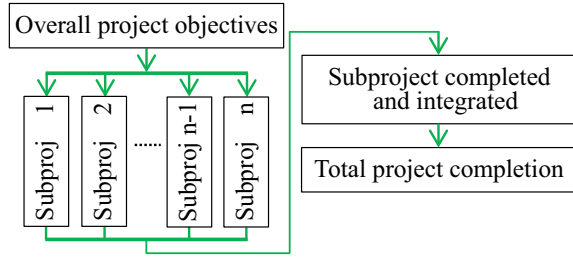 Overall project objectives
Subproj 1
Subproj 2
......
Subproj n-1
Subproj n
Subproject completed
and integrated
Total project completion